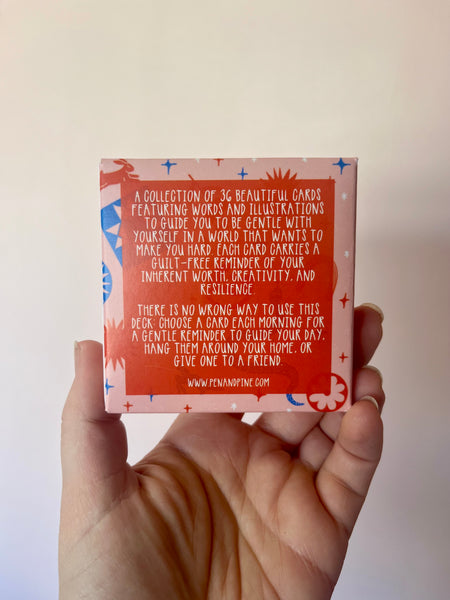 A COLLECTION OF 36 BEAUTIFUL CARDS
FEATURING WORDS AND ILLUSTRATIONS
TO GUIDE YOU TO BE GENTLE WITH
YOURSELF IN A WORLD THAT WANTS TO
MAKE YOU HARD. EACH CARD CARRIES A
GUILT-FREE REMINDER OF YOUR
INHERENT WORTH, CREATIVITY, AND
RESILIENCE.
THERE IS NO WRONG WAY TO USE THIS
DECK: CHOOSE A CARD EACH MORNING FOR
A GENTLE REMINDER TO GUIDE YOUR DAY,
HANG THEM AROUND YOUR HOME, OR
GIVE ONE TO A FRIEND.
WWW.PENANDPINE.COM